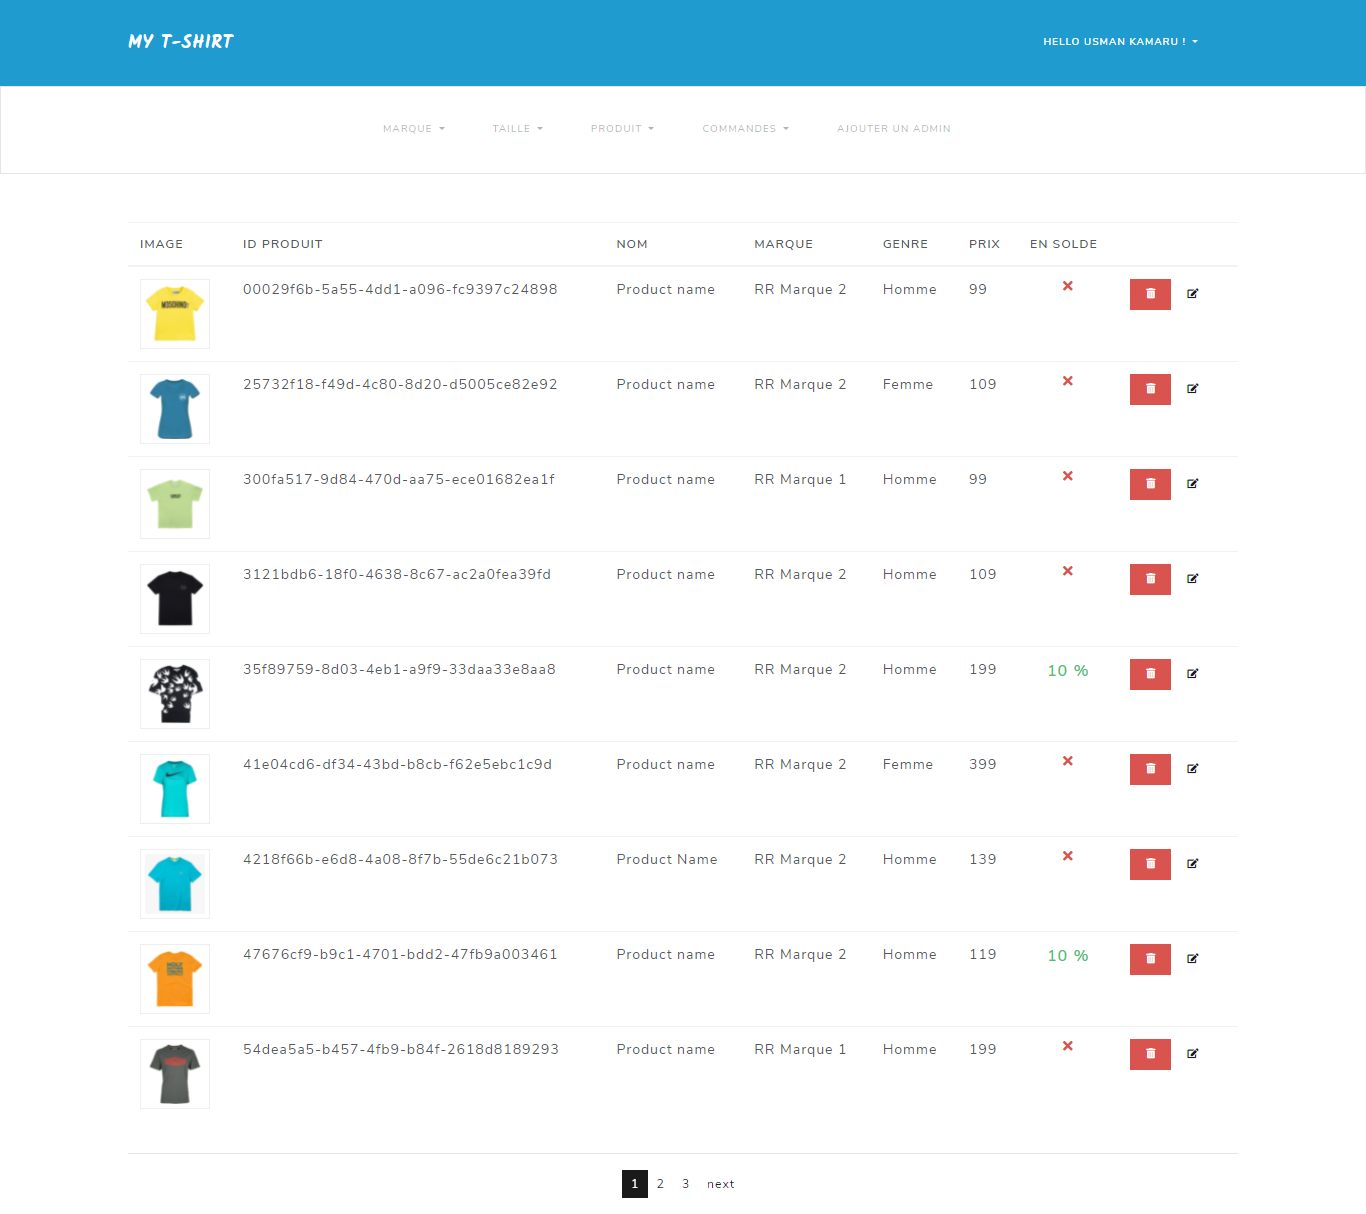 MY T-SHIRT
HELLO USMAN KAMARU !
MARQUE TAILLE PRODUIT COMMANDES AJOUTER UN ADMIN
IMAGE ID PRODUIT NOM MARQUE GENRE PRIX EN SOLDE
00029f6b-5a55-4dd1-a096-fc9397c24898 Product name RR Marque 2 Homme 99
MOSCHINO
25732f18-f49d-4c80-8d20-d5005ce82e92 Product name RR Marque 2 Femme 109
300fa517-9d84-470d-aa75-ece01682ea1f Product name RR Marque 1 Homme 99
3121bdb6-18f0-4638-8c67-ac2a0fea39fd Product name RR Marque 2 Homme 109
35f89759-8d03-4eb1-a9f9-33daa33e8aa8 Product name RR Marque 2 Homme 199 10 %
41e04cd6-df34-43bd-b8cb-f62e5ebc1c9d Product name RR Marque 2 Femme 399
4218f66b-e6d8-4a08-8f7b-55de6c21b073 Product Name RR Marque 2 Homme 139
47676cf9-b9c1-4701-bdd2-47fb9a003461 Product name RR Marque 2 Homme 119 10 %
54dea5a5-b457-4fb9-b84f-2618d8189293 Product name RR Marque 1 Homme 199
1 2 3 next